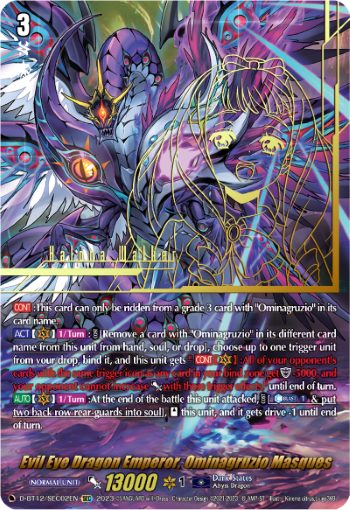 3
Kairna Walker
CONT :This card can only be ridden from a grade 3 card with "Ominagruzio" in its
card name.
ACT [1/Turn]: [Remove a card with "Ominagruzio" in its different card
name from this unit from hand, soul, or drop], choose up to one trigger unit
from your drop, bind it, and this unit gets " CONT :All of your opponent's
cards with the same trigger icon as any card in your bind zone get -5000, and
your opponent cannot increase with those trigger effects." until end of turn.
AUTO [1/Turn]:At the end of the battle this unit attacked, &
put two back row rear-guards into soul], this unit, and it gets drive -1 until end
of turn.
Evil Eye Dragon Emperor, Ominagruzio Masques
NORMAL UNIT
13000
1
Dark States
Abyss Dragon
D-BT12/SEC02EN
2023